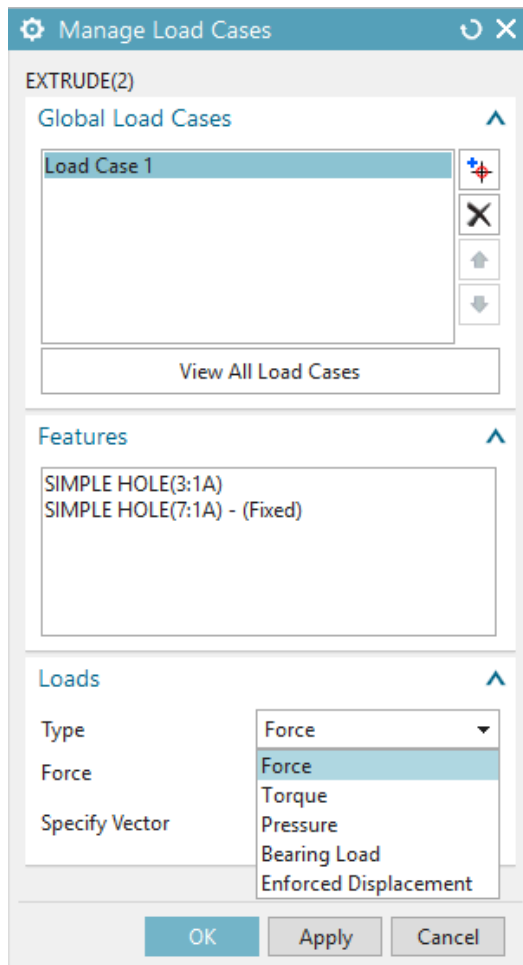 Manage Load Cases
EXTRUDE(2)
Global Load Cases
Load Case 1
View All Load Cases
Features
SIMPLE HOLE(3:1A)
SIMPLE HOLE(7:1A) - (Fixed)
Loads
Type Force
Force
Force
Torque
Specify Vector
Pressure
Bearing Load
Enforced Displacement
OK Apply Cancel